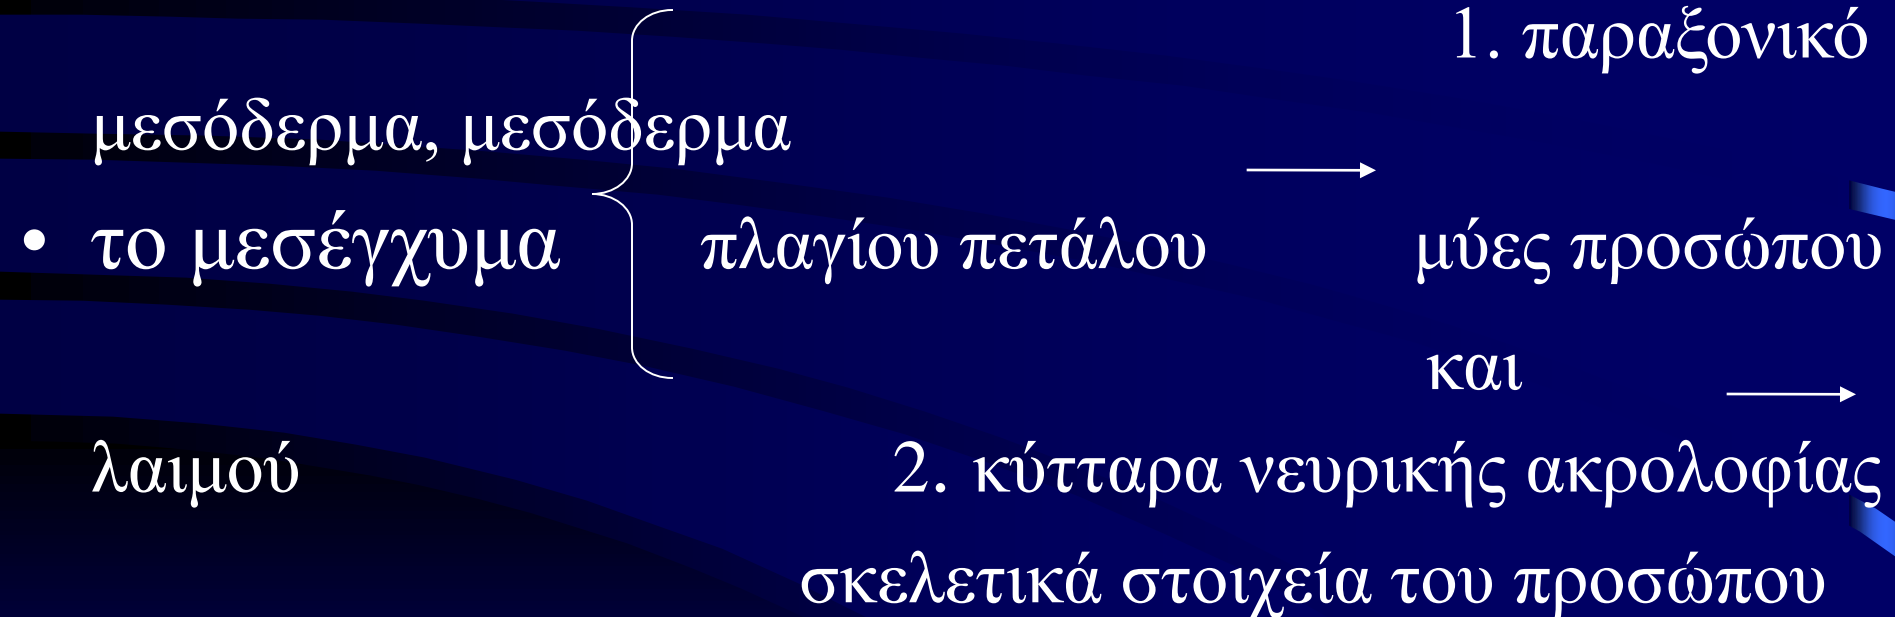 1. παραξονικό
μεσόδερμα, μεσόδερμα
• το μεσέγχυμα πλαγίου πετάλου μύες προσώπου
και
λαιμού 2. κύτταρα νευρικής ακρολοφίας
σκελετικά στοιχεία του προσώπου